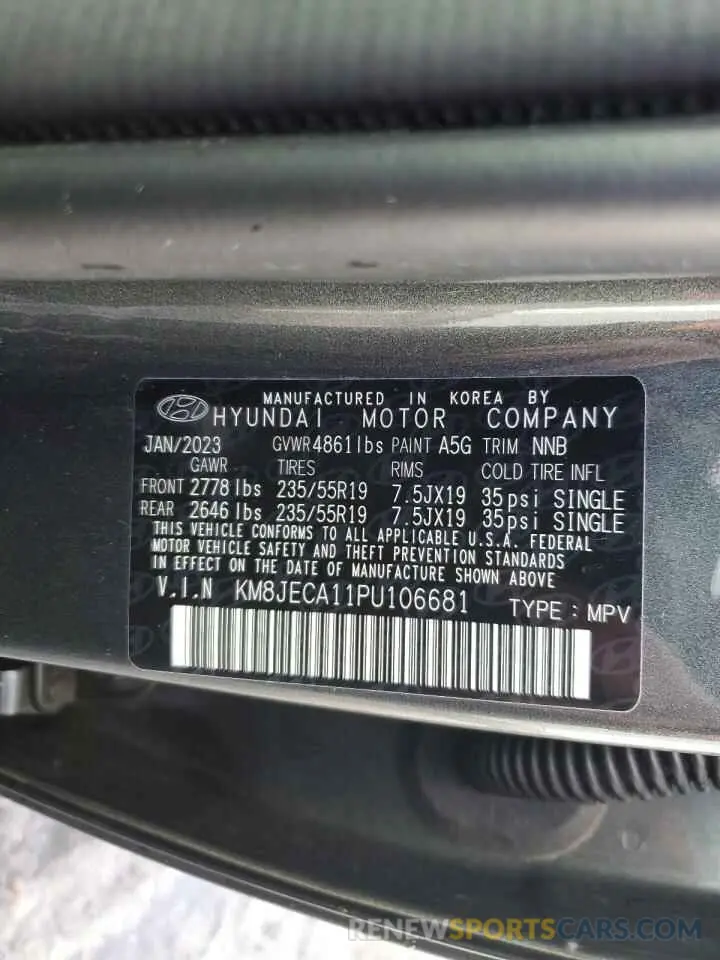 MANUFACTURED IN KOREA BY
HYUNDAI MOTOR COMPANY
JAN/2023 GVWR 4861 lbs PAINT A5G TRIM NNB
GAWR TIRES RIMS COLD TIRE INFL
FRONT 2778 lbs 235/55R19 7.5JX19 35psi SINGLE
REAR 2646 lbs 235/55R19 7.5JX19 35psi SINGLE
THIS VEHICLE CONFORMS TO ALL APPLICABLE U.S.A. FEDERAL
MOTOR VEHICLE SAFETY AND THEFT PREVENTION STANDARDS
IN EFFECT ON THE DATE OF MANUFACTURE SHOWN ABOVE
V.I.N KM8JECA11PU106681 TYPE : MPV
RENEWSPORTSCARS.COM